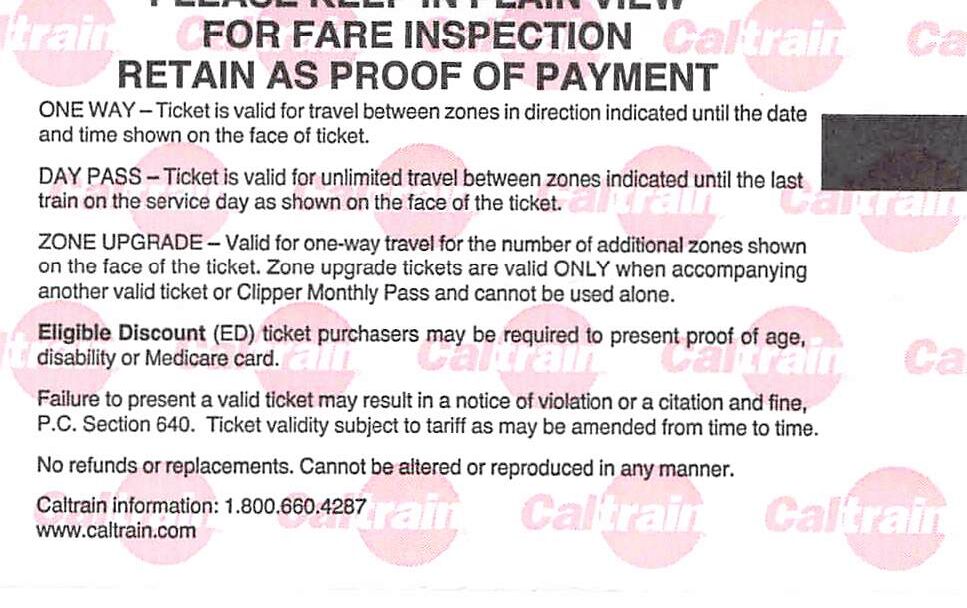 PLEASE KEEP IN PLAIN VIEW
FOR FARE INSPECTION
RETAIN AS PROOF OF PAYMENT
ONE WAY – Ticket is valid for travel between zones in direction indicated until the date
and time shown on the face of ticket.
DAY PASS – Ticket is valid for unlimited travel between zones indicated until the last
train on the service day as shown on the face of the ticket.
ZONE UPGRADE – Valid for one-way travel for the number of additional zones shown
on the face of the ticket. Zone upgrade tickets are valid ONLY when accompanying
another valid ticket or Clipper Monthly Pass and cannot be used alone.
Eligible Discount (ED) ticket purchasers may be required to present proof of age,
disability or Medicare card.
Failure to present a valid ticket may result in a notice of violation or a citation and fine,
P.C. Section 640. Ticket validity subject to tariff as may be amended from time to time.
No refunds or replacements. Cannot be altered or reproduced in any manner.
Caltrain information: 1.800.660.4287
www.caltrain.com